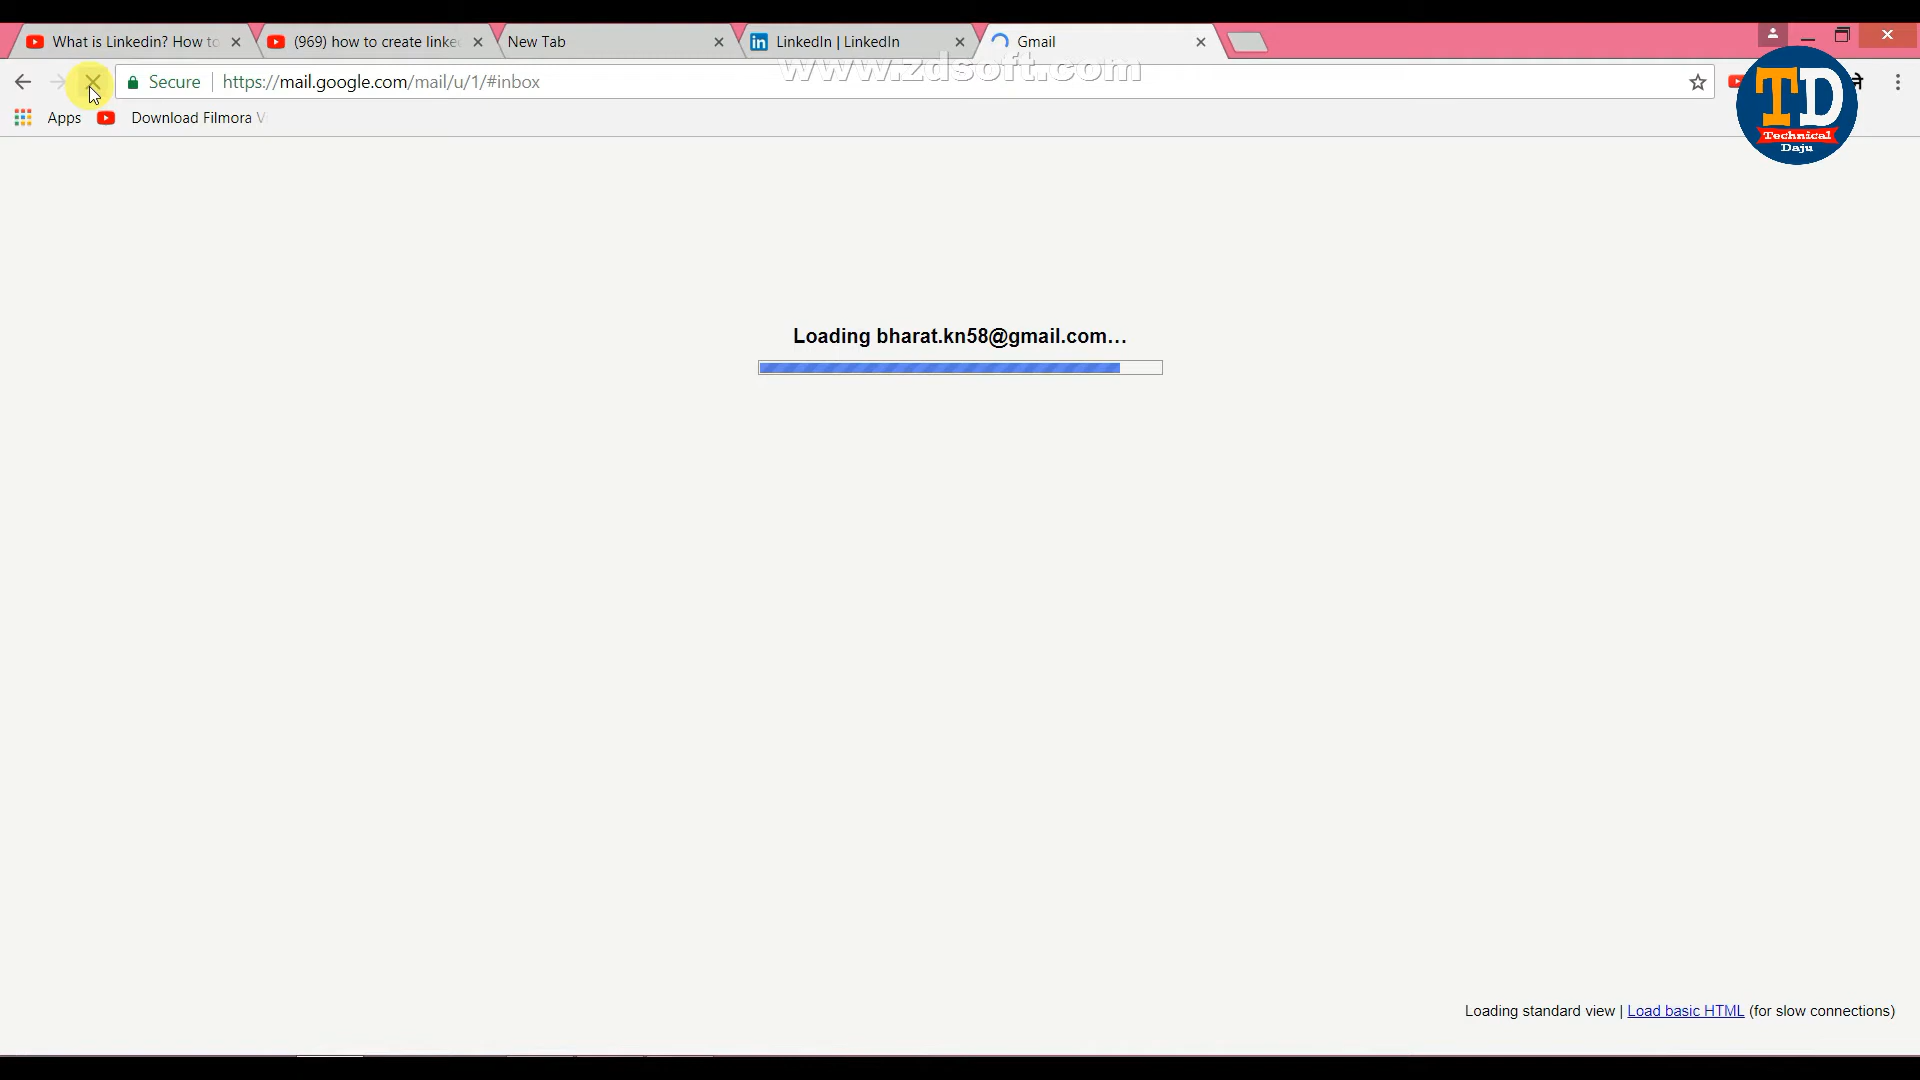 What is Linkedin? How to
(969) how to create linke
New Tab
LinkedIn | LinkedIn
Gmail
www.zdsoft.com
Secure
https://mail.google.com/mail/u/1/#inbox
Apps
Download Filmora V
TD
Technical
Daju
Loading bharat.kn58@gmail.com...
Loading standard view | Load basic HTML (for slow connections)